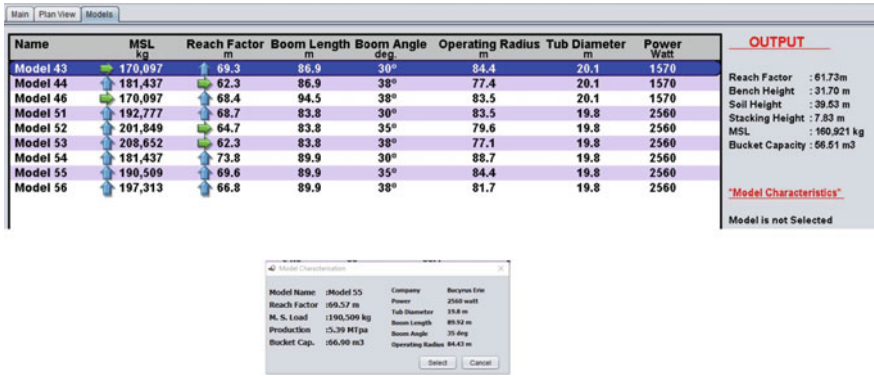 Main Plan View Models
Name MSL Reach Factor Boom Length Boom Angle Operating Radius Tub Diameter Power
kg m m deg. m m Watt
Model 43 170,097 69.3 86.9 30° 84.4 20.1 1570
Model 44 181,437 62.3 86.9 38° 77.4 20.1 1570
Model 46 170,097 68.4 94.5 38° 83.5 20.1 1570
Model 51 192,777 68.7 83.8 30° 83.5 19.8 2560
Model 52 201,849 64.7 83.8 35° 79.6 19.8 2560
Model 53 208,652 62.3 83.8 38° 77.1 19.8 2560
Model 54 181,437 73.8 89.9 30° 88.7 19.8 2560
Model 55 190,509 69.6 89.9 35° 84.4 19.8 2560
Model 56 197,313 66.8 89.9 38° 81.7 19.8 2560
OUTPUT
Reach Factor :61.73m
Bench Height :31.70 m
Soil Height :39.53 m
Stacking Height :7.83 m
MSL :160,921 kg
Bucket Capacity :56.51 m3
"Model Characteristics"
Model is not Selected
Model Characterisation
Model Name :Model 55
Reach Factor :60.57 m
M. S. Load :190,509 kg
Production :5.39 MTpa
Bucket Cap. :66.90 m3
Company Bucyrus Erie
Power 2560 watt
Tub Diameter 19.8 m
Boom Length 89.92 m
Boom Angle 35 deg
Operating Radius 84.43 m
Select Cancel